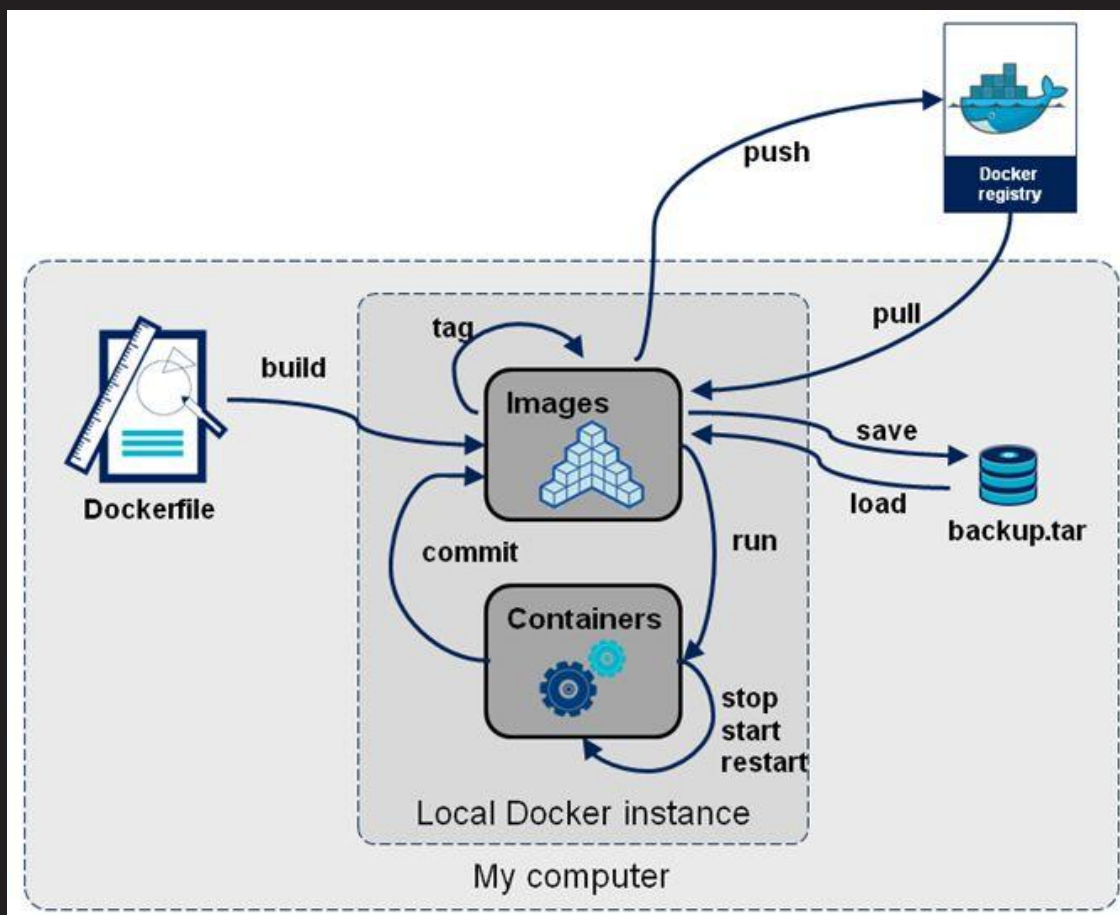 push
Docker
registry
pull
tag
build
Images
save
load
Dockerfile
backup.tar
commit
run
Containers
stop
start
restart
Local Docker instance
My computer